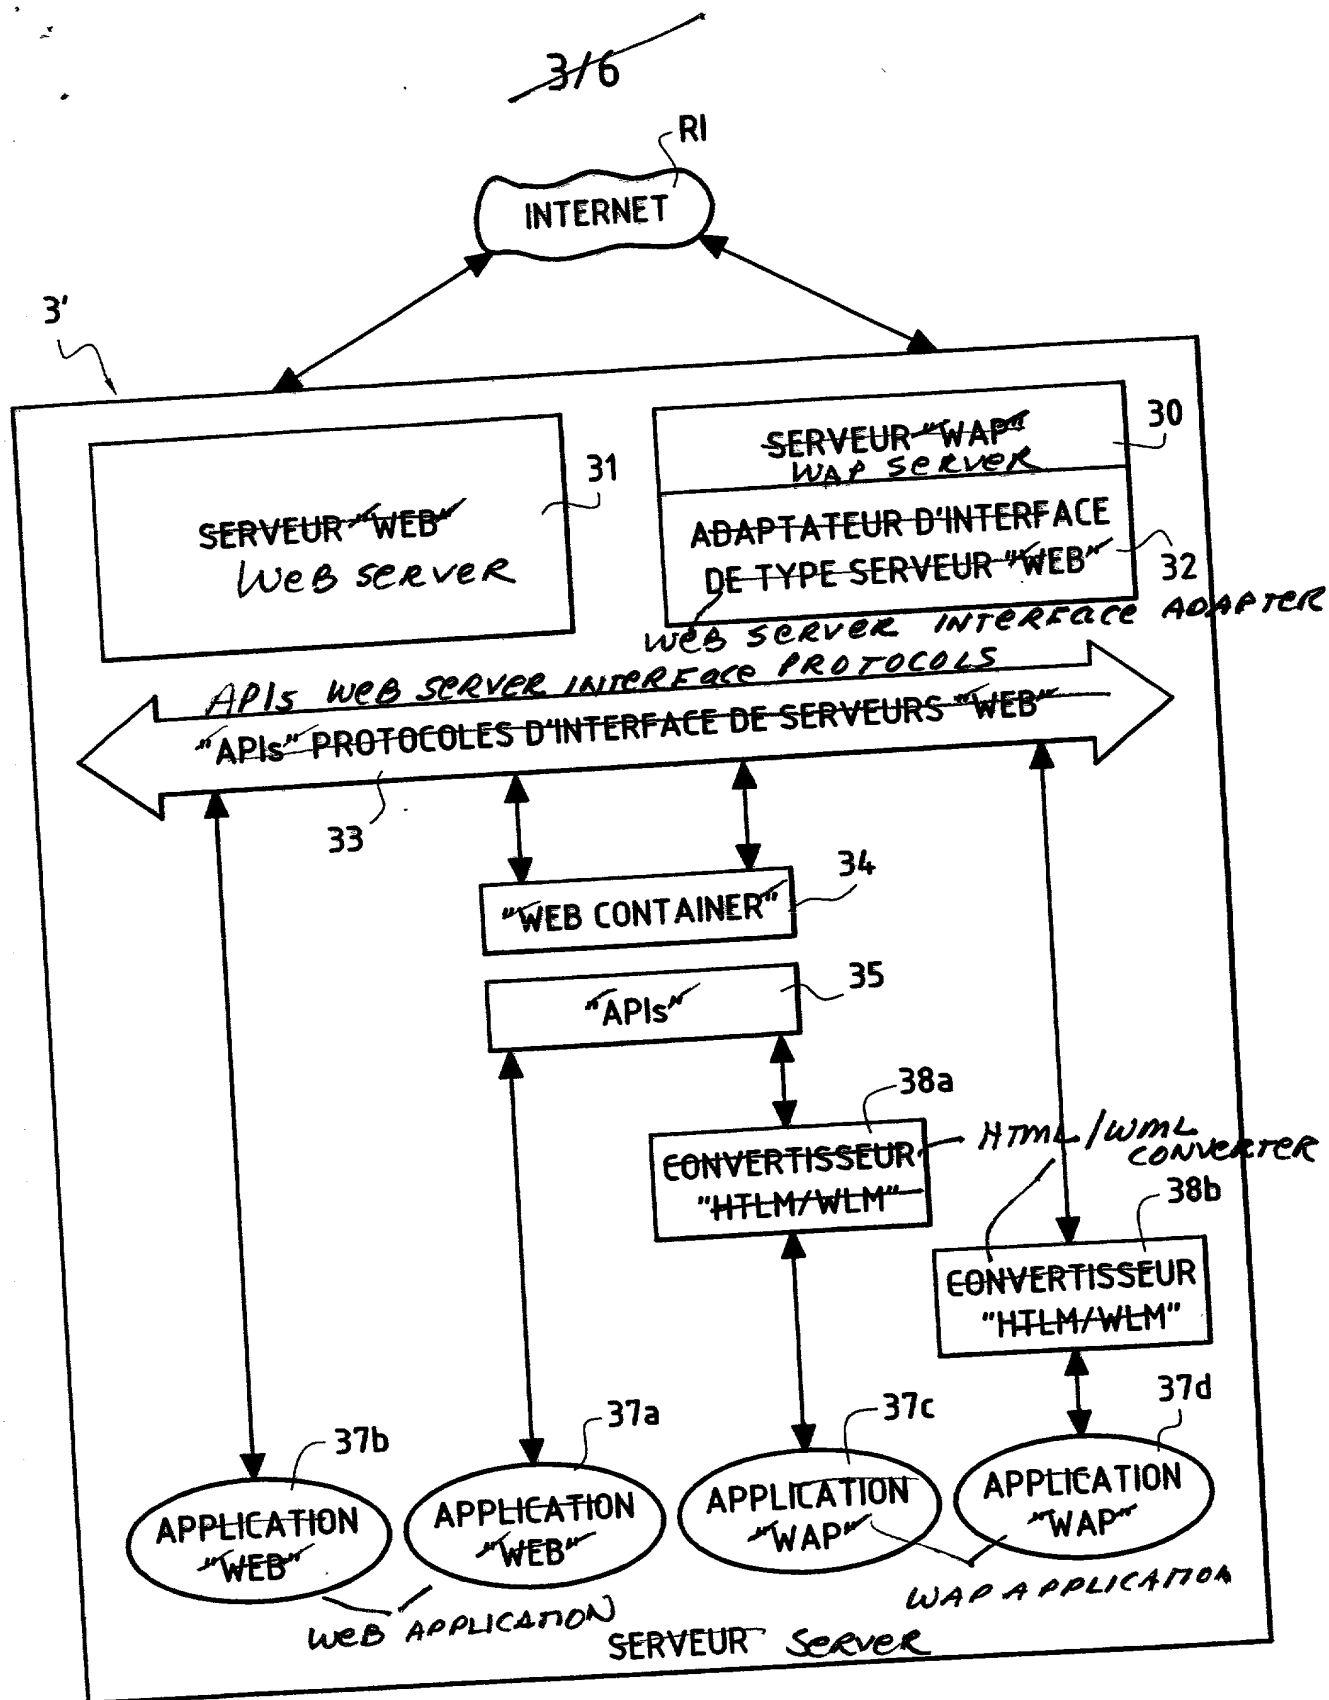 3/6
RI
INTERNET
3'
SERVEUR "WAP"
WAP SERVER
30
31
SERVEUR "WEB"
WEB SERVER
ADAPTATEUR D'INTERFACE
DE TYPE SERVEUR "WEB"
32
WEB SERVER INTERFACE ADAPTER
APIs WEB SERVER INTERFACE PROTOCOLS
"APIs" PROTOCOLES D'INTERFACE DE SERVEURS "WEB"
33
34
"WEB CONTAINER"
35
"APIs"
38a
CONVERTISSEUR
"HTLM/WLM"
HTML/WML
CONVERTER
38b
CONVERTISSEUR
"HTLM/WLM"
37b
37a
37c
37d
APPLICATION
"WEB"
APPLICATION
"WEB"
APPLICATION
"WAP"
APPLICATION
"WAP"
WEB APPLICATION
WAP APPLICATION
SERVEUR SERVER